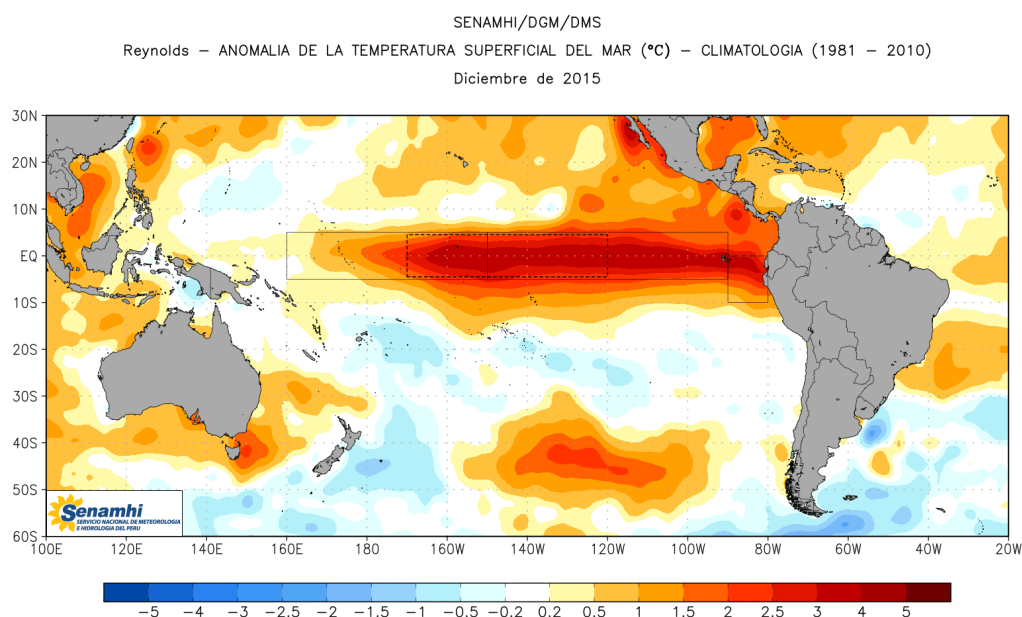 SENAMHI/DGM/DMS
Reynolds – ANOMALIA DE LA TEMPERATURA SUPERFICIAL DEL MAR (°C) – CLIMATOLOGIA (1981 – 2010)
Diciembre de 2015
30N
20N
10N
EQ
10S
20S
30S
40S
50S
60S
Senamhi
SERVICIO NACIONAL DE METEOROLOGIA
E HIDROLOGIA DEL PERU
100E 120E 140E 160E 180 160W 140W 120W 100W 80W 60W 40W 20W
-5 -4 -3 -2.5 -2 -1.5 -1 -0.5 -0.2 0.2 0.5 1 1.5 2 2.5 3 4 5